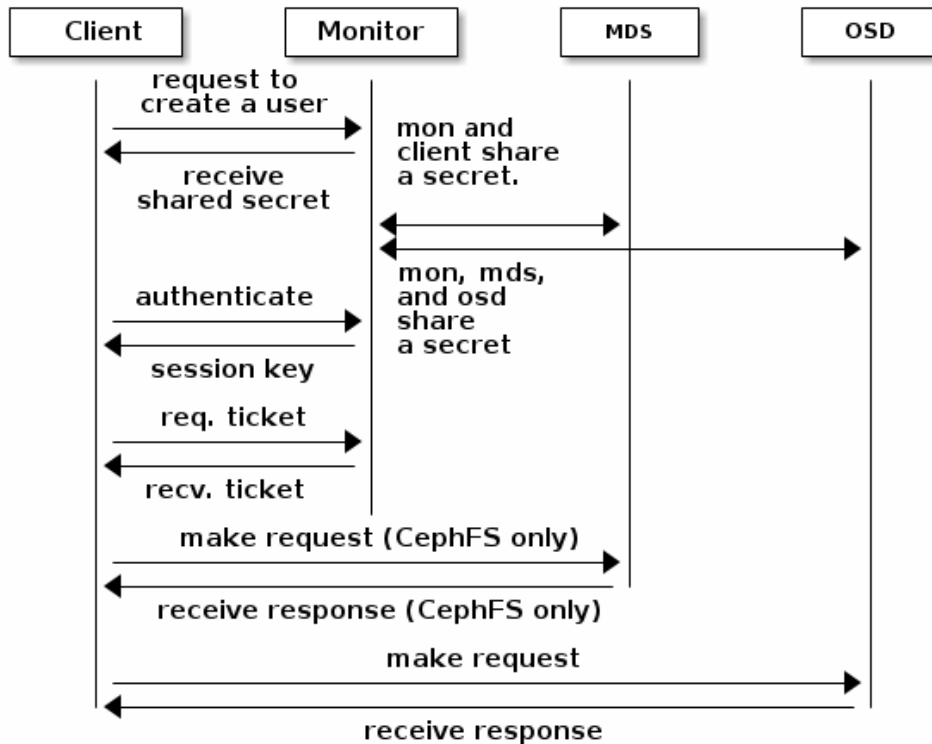 Client
Monitor
MDS
OSD
request to
create a user
mon and
client share
a secret.
receive
shared secret
mon, mds,
and osd
share
a secret
authenticate
session key
req. ticket
recv. ticket
make request (CephFS only)
receive response (CephFS only)
make request
receive response